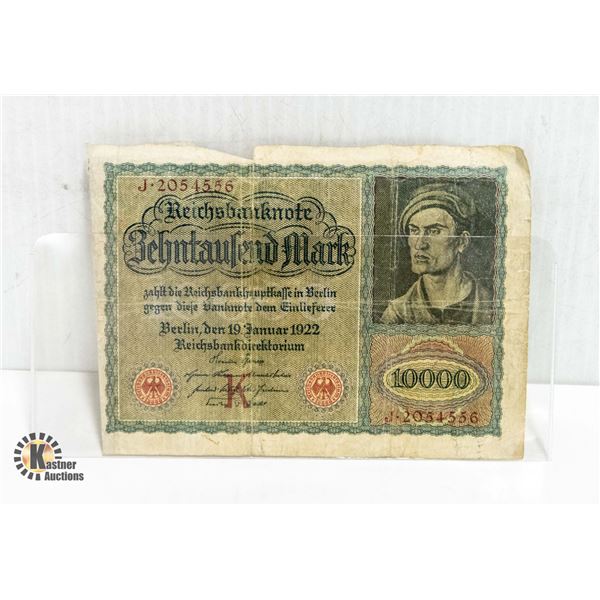 J·2054556
Reichsbanknote
Zehntausend Mark
zahlt die Reichsbankhauptkasse in Berlin
gegen diese Banknote dem Einlieferer
Berlin, den 19. Januar 1922
Reichsbankdirektorium
K
10000
J·2054556
Kastner
Auctions